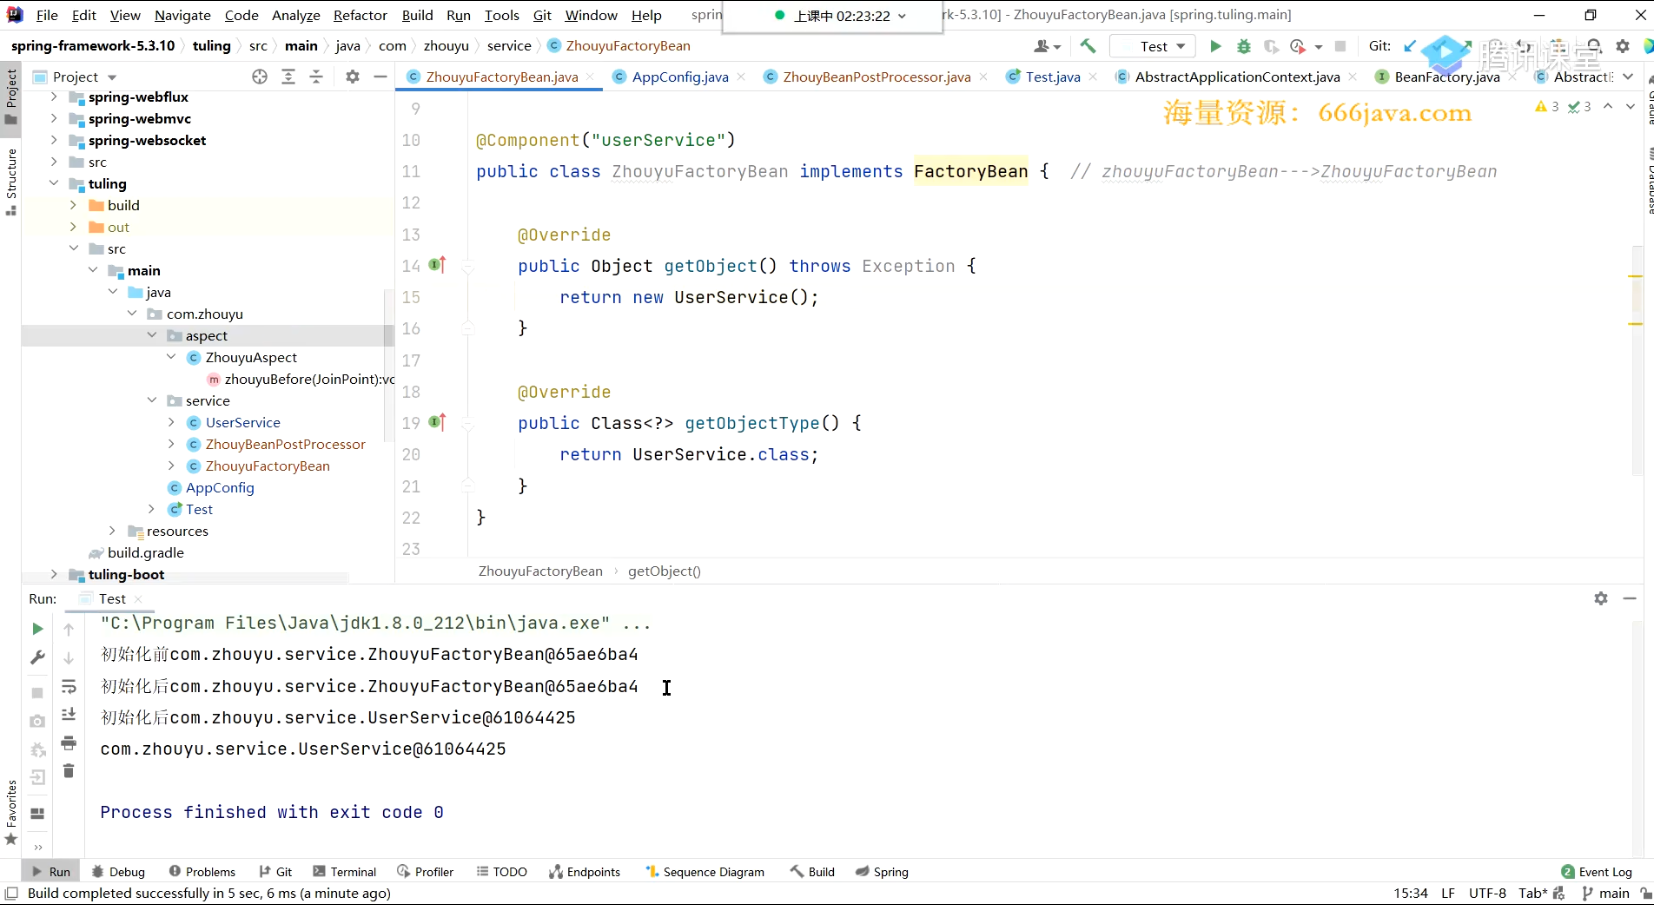 File Edit View Navigate Code Analyze Refactor Build Run Tools Git Window Help
上课中 02:23:22
rk-5.3.10] - ZhouyuFactoryBean.java [spring.tuling.main]
spring-framework-5.3.10 tuling src main java com zhouyu service ZhouyuFactoryBean
Test
Git:
腾讯课堂
Project
ZhouyuFactoryBean.java
AppConfig.java
ZhouyBeanPostProcessor.java
Test.java
AbstractApplicationContext.java
BeanFactory.java
Project
Structure
Favorites
Database
spring-webflux
spring-webmvc
spring-websocket
src
tuling
build
out
src
main
java
com.zhouyu
aspect
ZhouyuAspect
zhouyuBefore(JoinPoint):vo
service
UserService
ZhouyBeanPostProcessor
ZhouyuFactoryBean
AppConfig
Test
resources
build.gradle
tuling-boot
海量资源：666java.com
3 3
9
10 @Component("userService")
11 public class ZhouyuFactoryBean implements FactoryBean { // zhouyuFactoryBean--->ZhouyuFactoryBean
12
13 @Override
14 public Object getObject() throws Exception {
15 return new UserService();
16 }
17
18 @Override
19 public Class<?> getObjectType() {
20 return UserService.class;
21 }
22 }
23
ZhouyuFactoryBean getObject()
Run: Test
"C:\Program Files\Java\jdk1.8.0_212\bin\java.exe" ...
初始化前com.zhouyu.service.ZhouyuFactoryBean@65ae6ba4
初始化后com.zhouyu.service.ZhouyuFactoryBean@65ae6ba4
初始化后com.zhouyu.service.UserService@61064425
com.zhouyu.service.UserService@61064425
Process finished with exit code 0
Run Debug Problems Git Terminal Profiler TODO Endpoints Sequence Diagram Build Spring
2 Event Log
Build completed successfully in 5 sec, 6 ms (a minute ago)
15:34 LF UTF-8 Tab* main